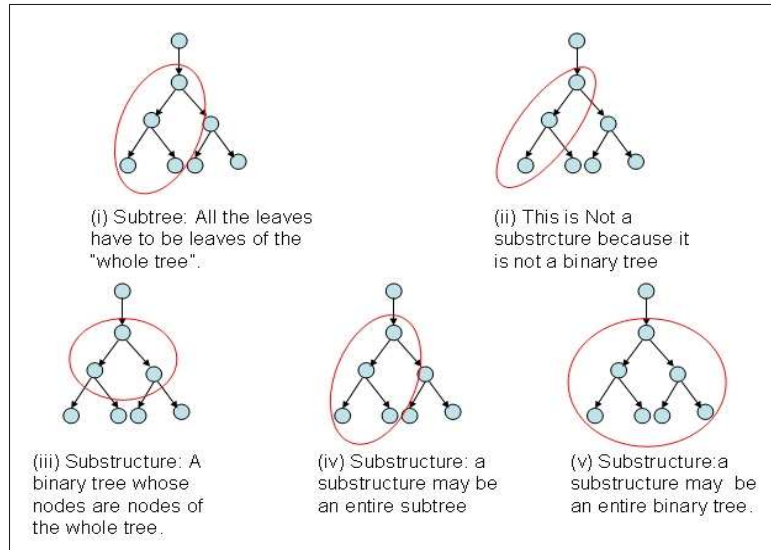 (i) Subtree: All the leaves
have to be leaves of the
"whole tree".
(ii) This is Not a
substrcture because it
is not a binary tree
(iii) Substructure: A
binary tree whose
nodes are nodes of
the whole tree.
(iv) Substructure: a
substructure may be
an entire subtree
(v) Substructure:a
substructure may be
an entire binary tree.